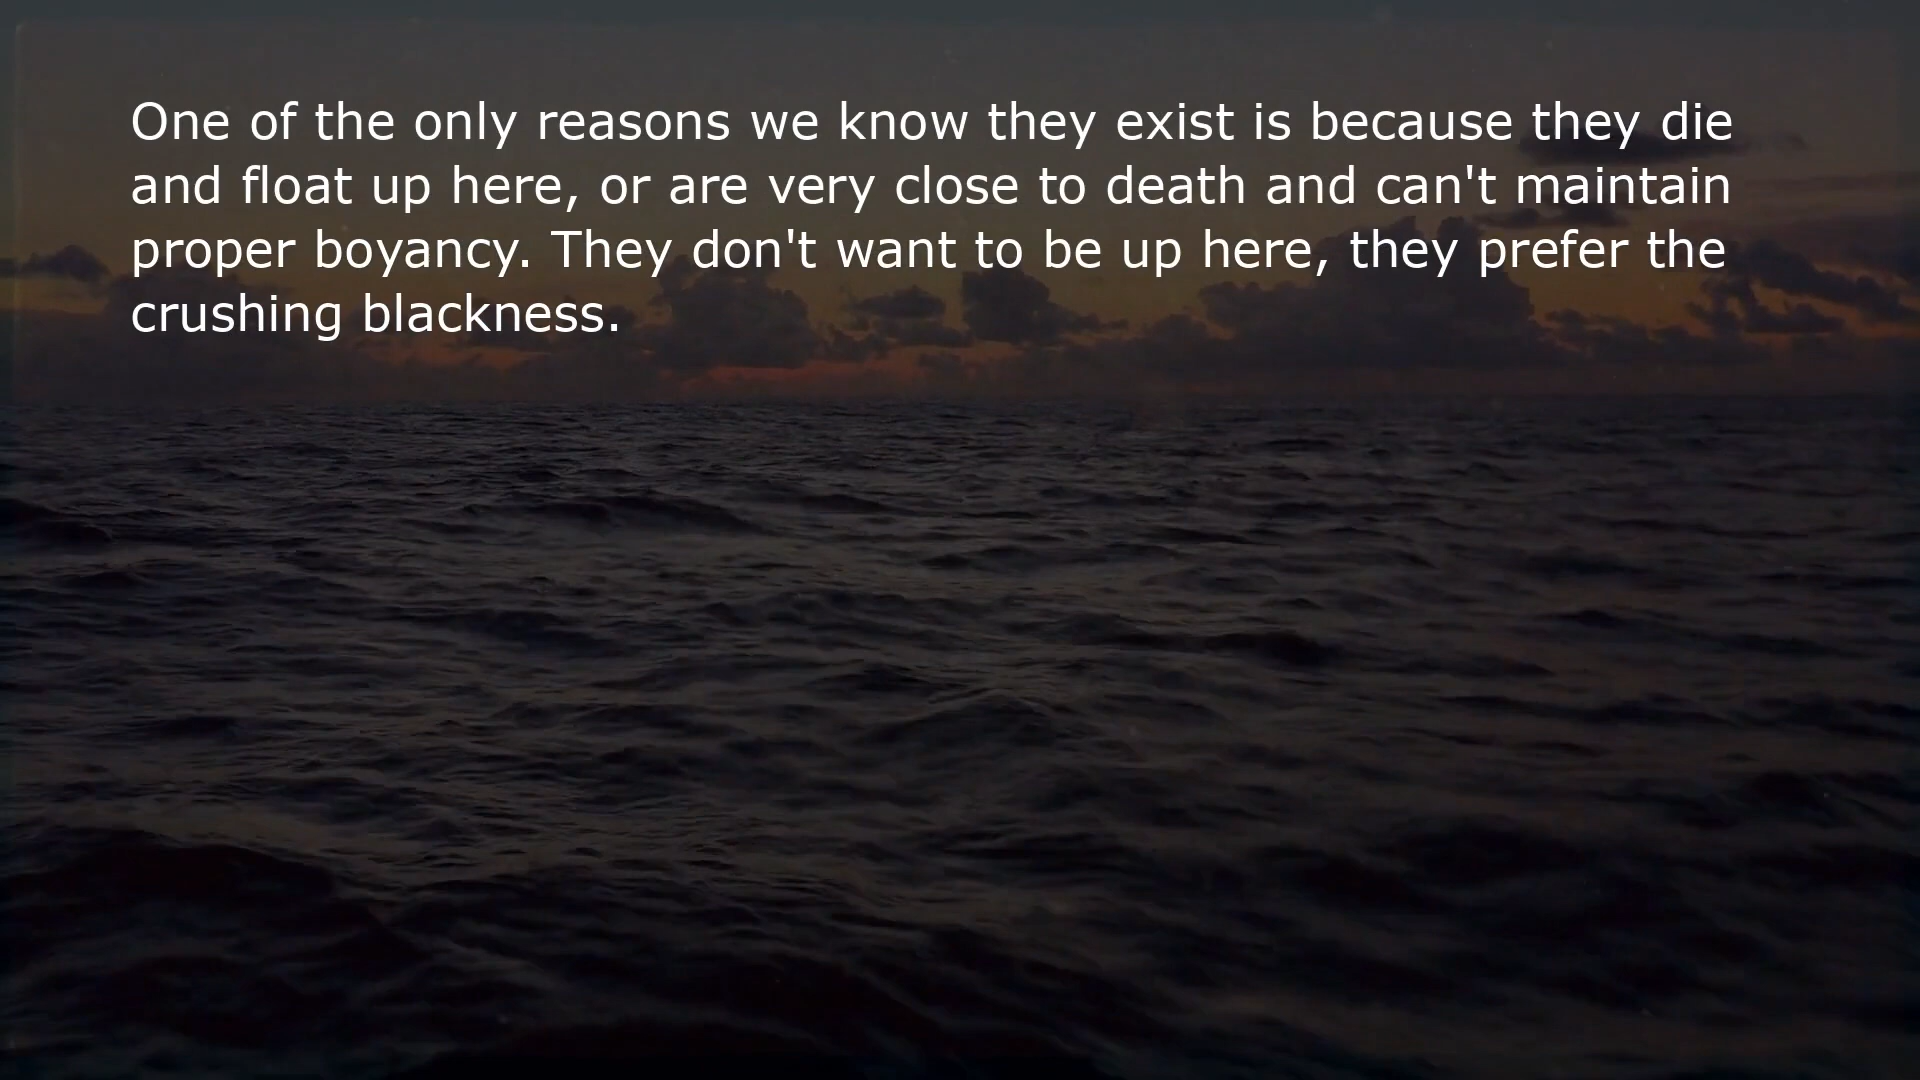 One of the only reasons we know they exist is because they die
and float up here, or are very close to death and can't maintain
proper boyancy. They don't want to be up here, they prefer the
crushing blackness.